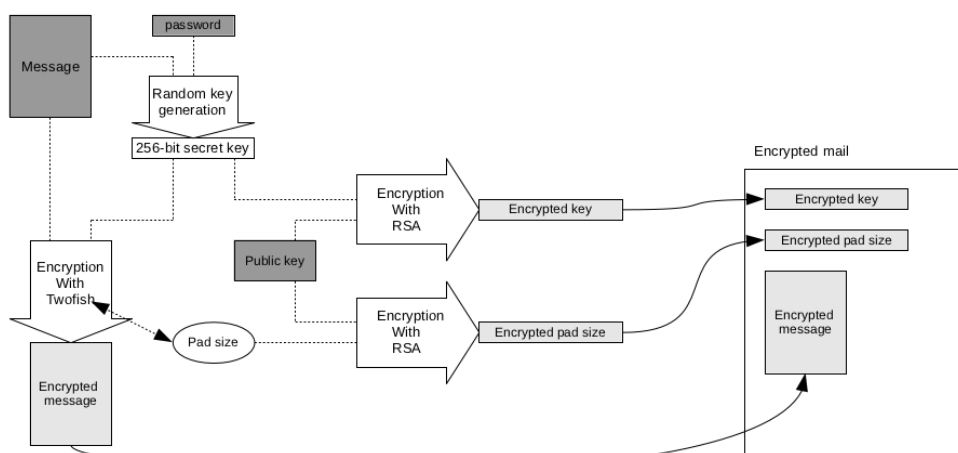 password
Message
Random key
generation
256-bit secret key
Encrypted mail
Encryption
With
RSA
Encrypted key
Encrypted key
Public key
Encrypted pad size
Encryption
With
Twofish
Encryption
With
RSA
Encrypted pad size
Pad size
Encrypted
message
Encrypted
message